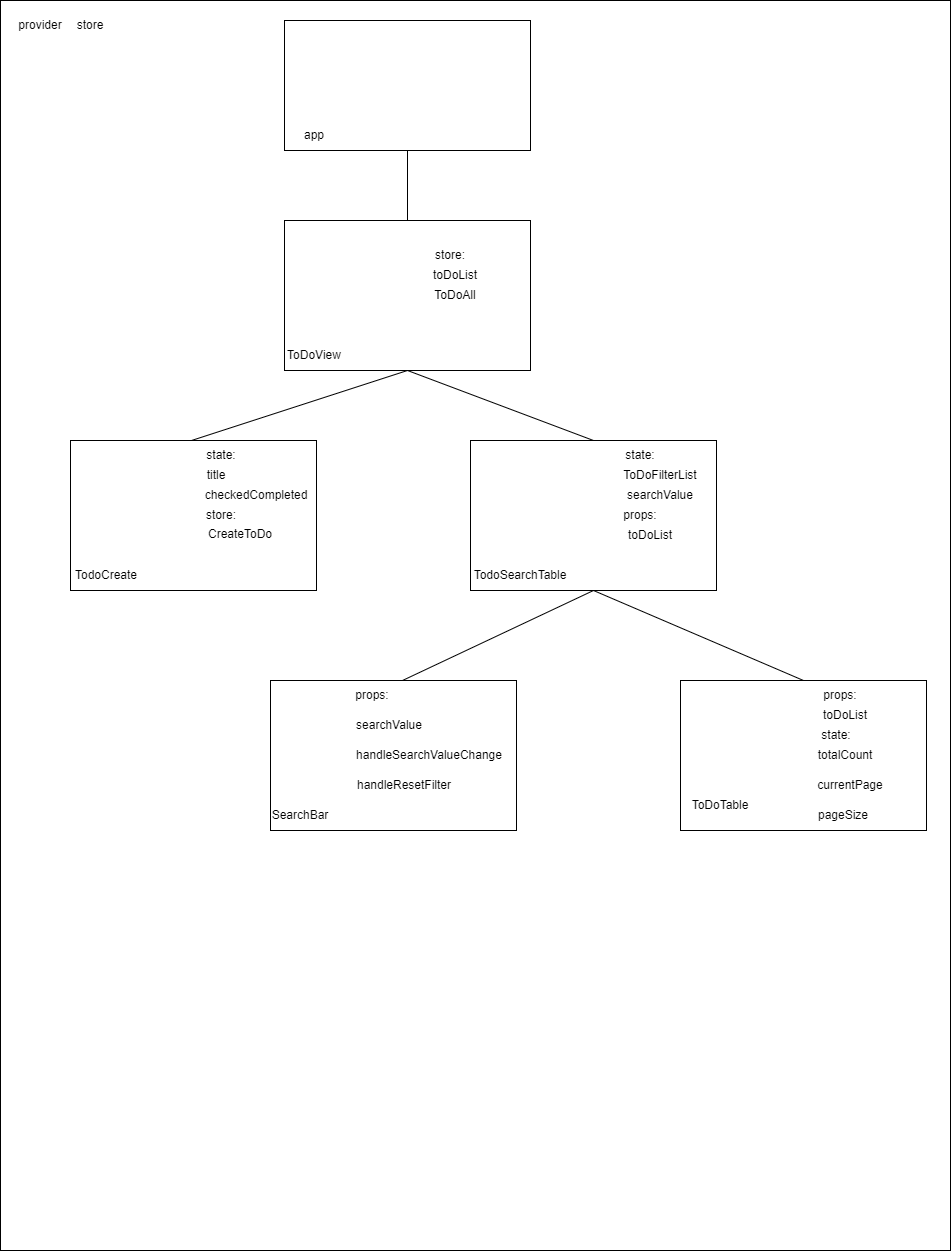 provider store
app
store:
toDoList
ToDoAll
ToDoView
state:
title
checkedCompleted
store:
CreateToDo
TodoCreate
state:
ToDoFilterList
searchValue
props:
toDoList
TodoSearchTable
props:
searchValue
handleSearchValueChange
handleResetFilter
SearchBar
props:
toDoList
state:
totalCount
currentPage
ToDoTable
pageSize